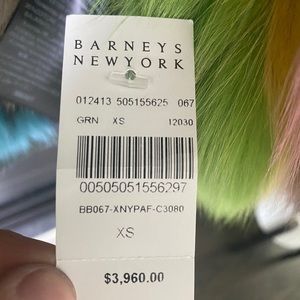 BARNEYS
NEWYORK
012413 505155625 067
GRN XS 12030
00505051556297
BB067-XNYPAF-C3080
XS
$3,960.00